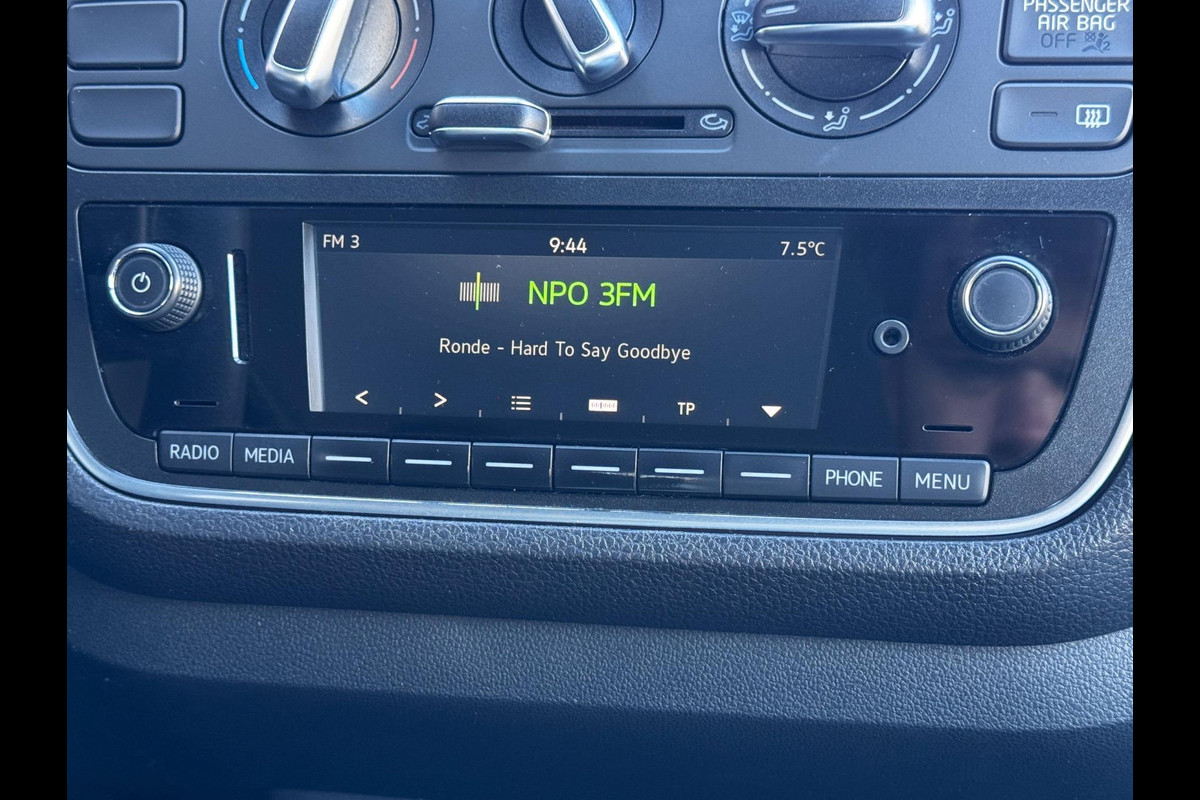 PASSENGER
AIR BAG
OFF
2
FM 3
9:44
7.5°C
NPO 3FM
Ronde - Hard To Say Goodbye
< > TP
RADIO MEDIA PHONE MENU